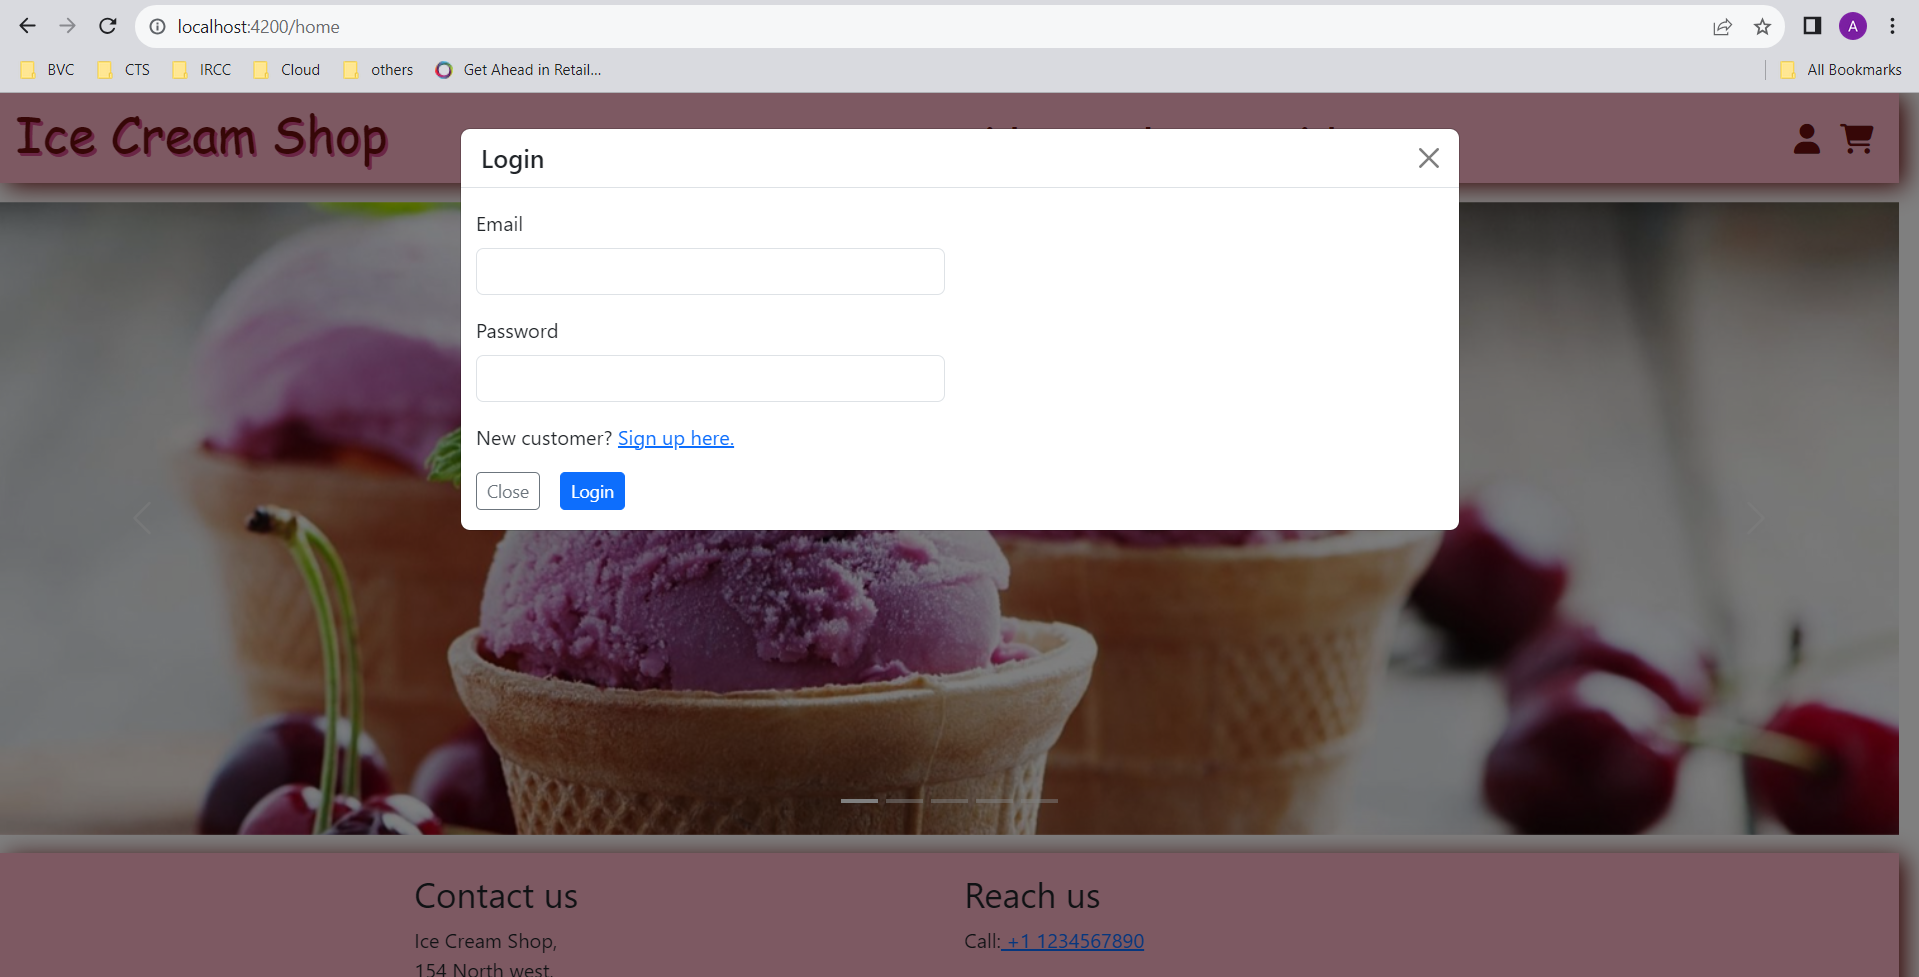 localhost:4200/home
A
BVC
CTS
IRCC
Cloud
others
Get Ahead in Retail...
All Bookmarks
Ice Cream Shop
Login
Email
Password
New customer? Sign up here.
Close
Login
Contact us
Reach us
Ice Cream Shop,
Call: +1 1234567890
154 North west,